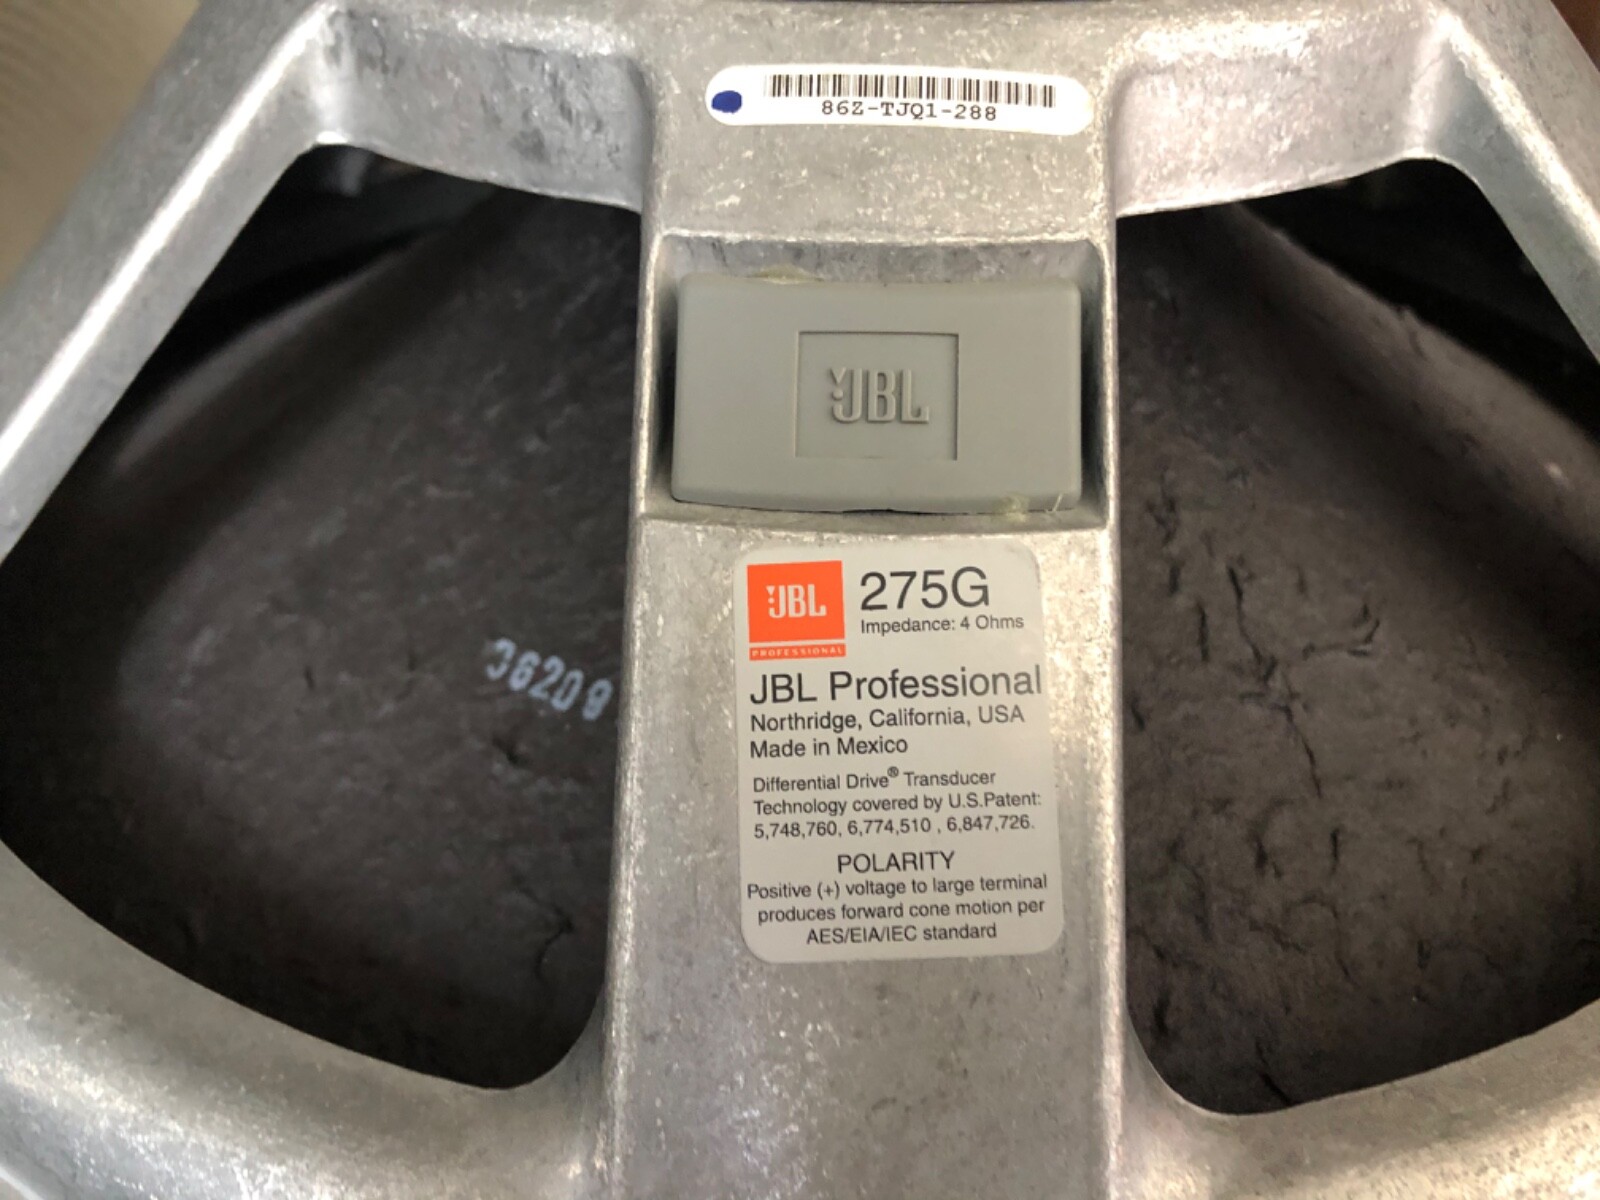 86Z-TJQ1-288
JBL
JBL
PROFESSIONAL
275G
Impedance: 4 Ohms
JBL Professional
Northridge, California, USA
Made in Mexico
Differential Drive® Transducer
Technology covered by U.S.Patent:
5,748,760, 6,774,510 , 6,847,726.
POLARITY
Positive (+) voltage to large terminal
produces forward cone motion per
AES/EIA/IEC standard
36209